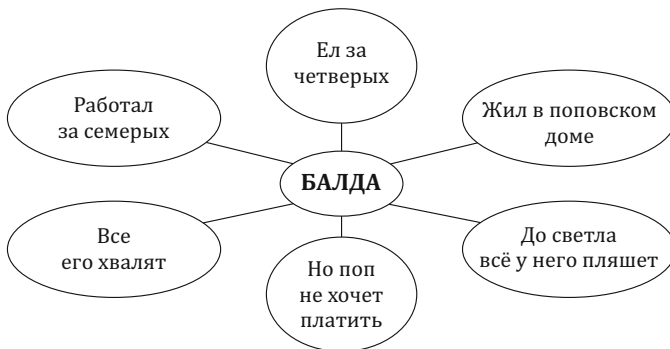 Ел за
четверых
Работал
за семерых
Жил в поповском
доме
БАЛДА
Все
его хвалят
До светла
всё у него пляшет
Но поп
не хочет
платить